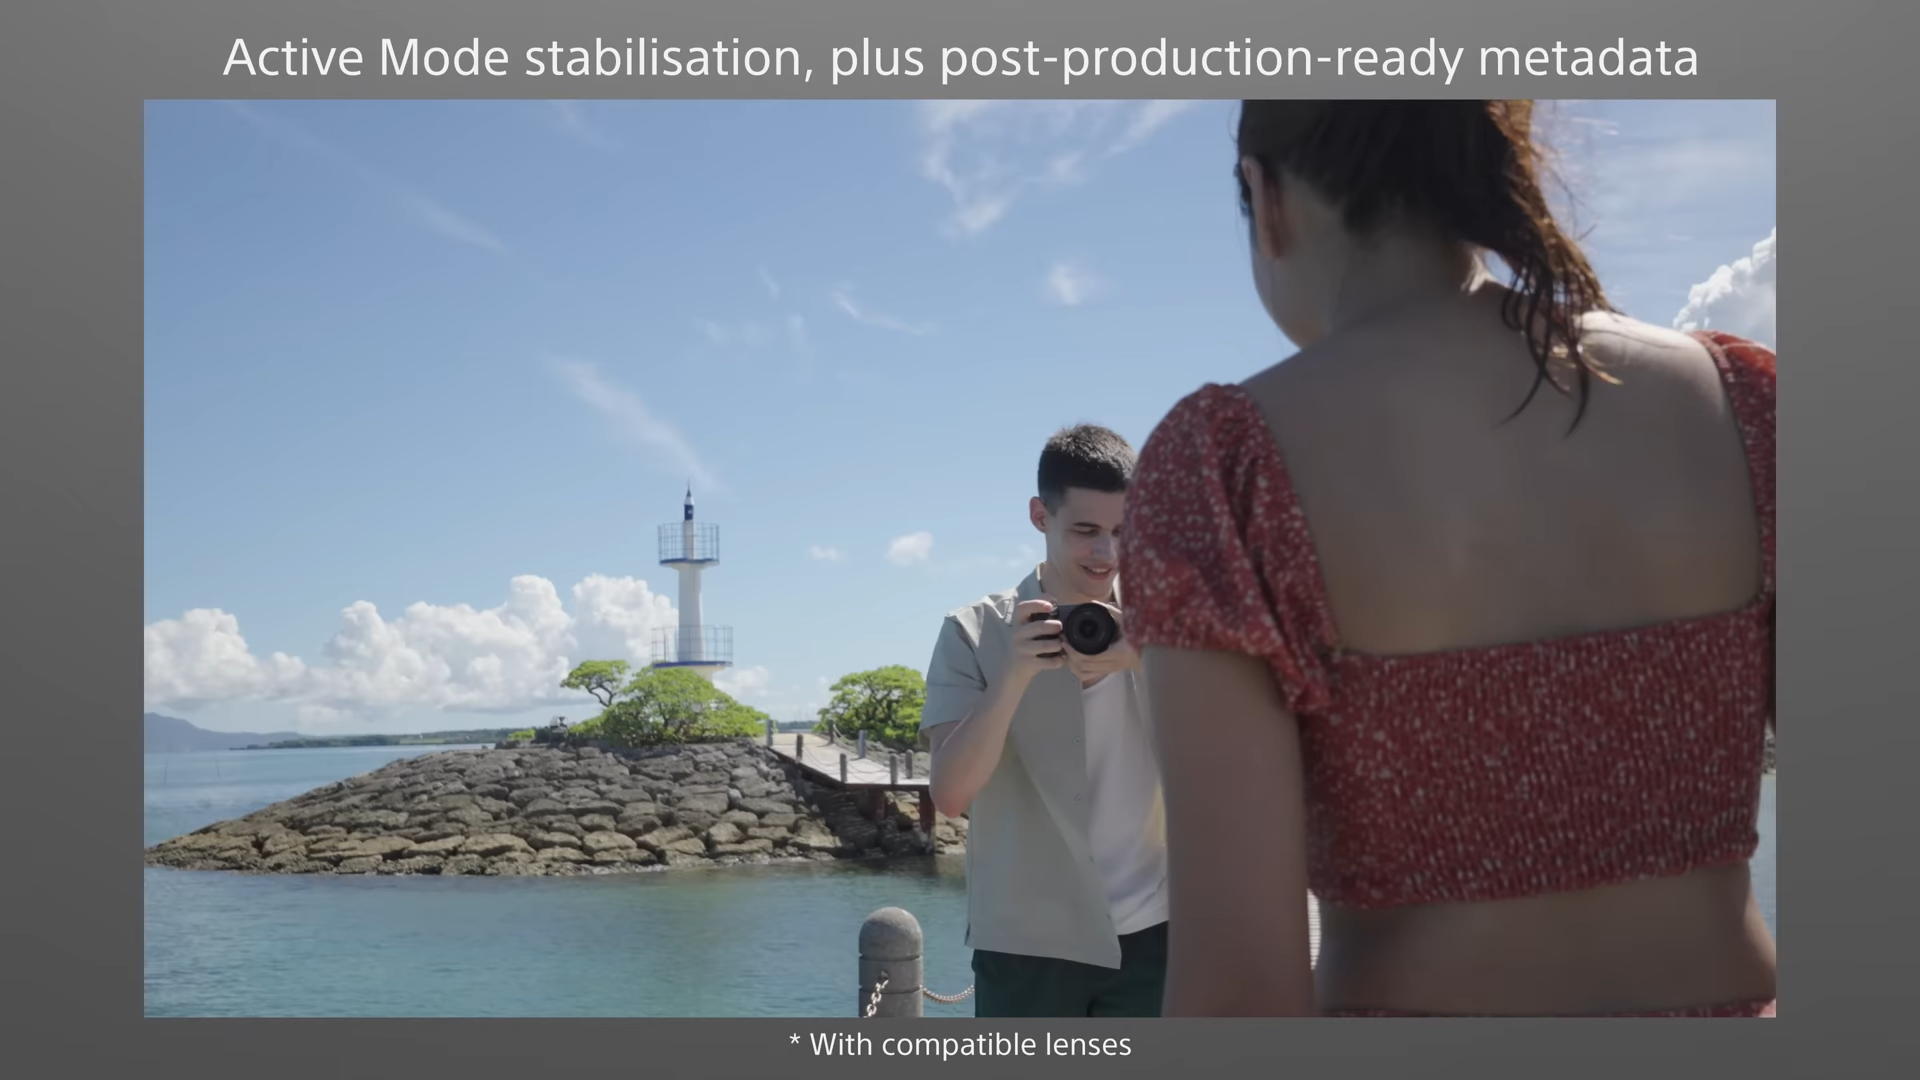 Active Mode stabilisation, plus post-production-ready metadata
* With compatible lenses